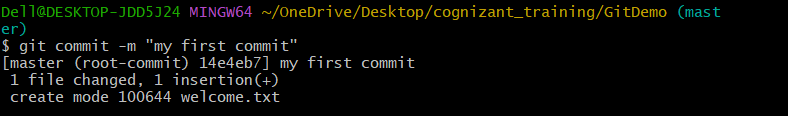 Dell@DESKTOP-JDD5J24 MINGW64 ~/OneDrive/Desktop/cognizant_training/GitDemo (mast
er)
$ git commit -m "my first commit"
[master (root-commit) 14e4eb7] my first commit
 1 file changed, 1 insertion(+)
 create mode 100644 welcome.txt